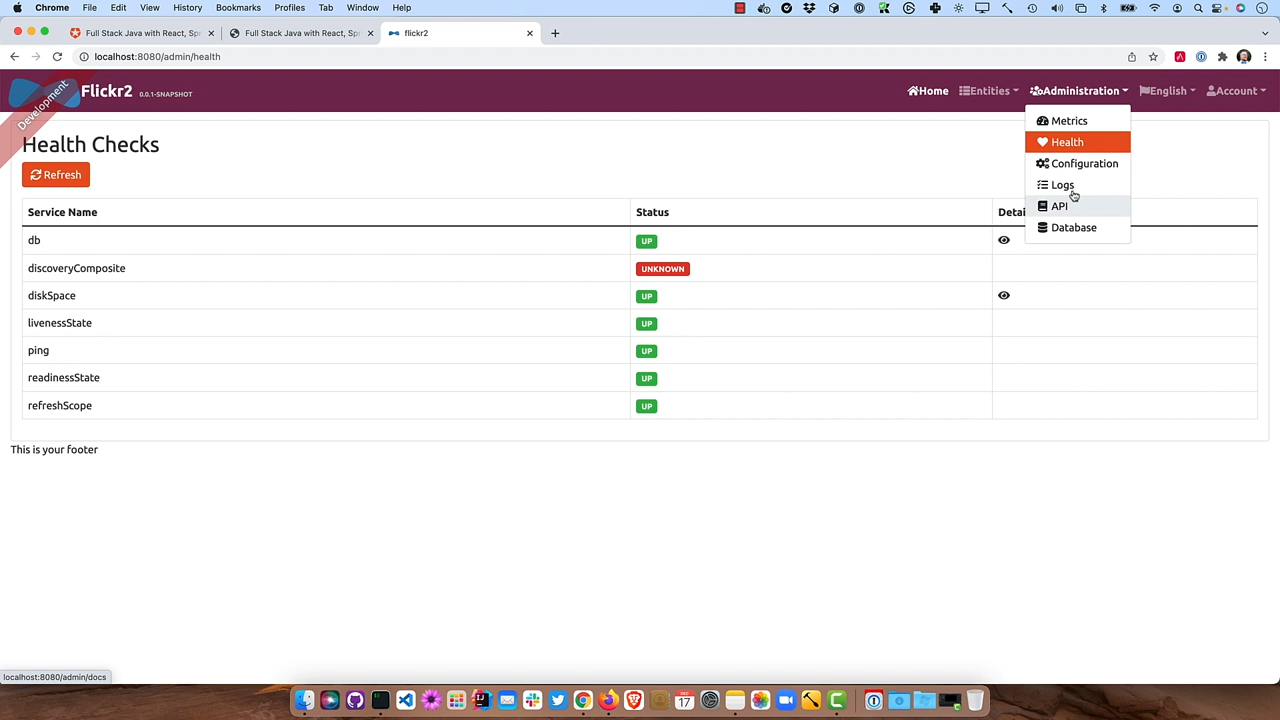 Chrome File Edit View History Bookmarks Profiles Tab Window Help
Full Stack Java with React, Spr
Full Stack Java with React, Spr
flickr2
localhost:8080/admin/health
Development
Flickr2 0.0.1-SNAPSHOT
Home Entities Administration English Account
Metrics
Health
Configuration
Logs
API
Database
Health Checks
Refresh
Service Name Status Detai
db UP
discoveryComposite UNKNOWN
diskSpace UP
livenessState UP
ping UP
readinessState UP
refreshScope UP
This is your footer
localhost:8080/admin/docs
DEC
17